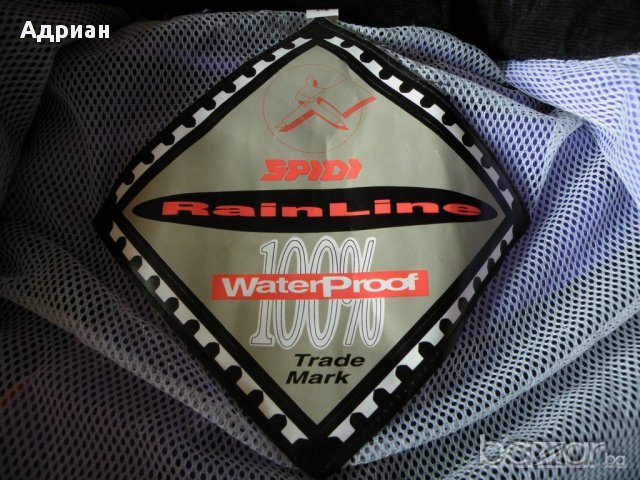 Адриан
SPIDI
RainLine
100%
WaterProof
Trade
Mark
bazar.bg